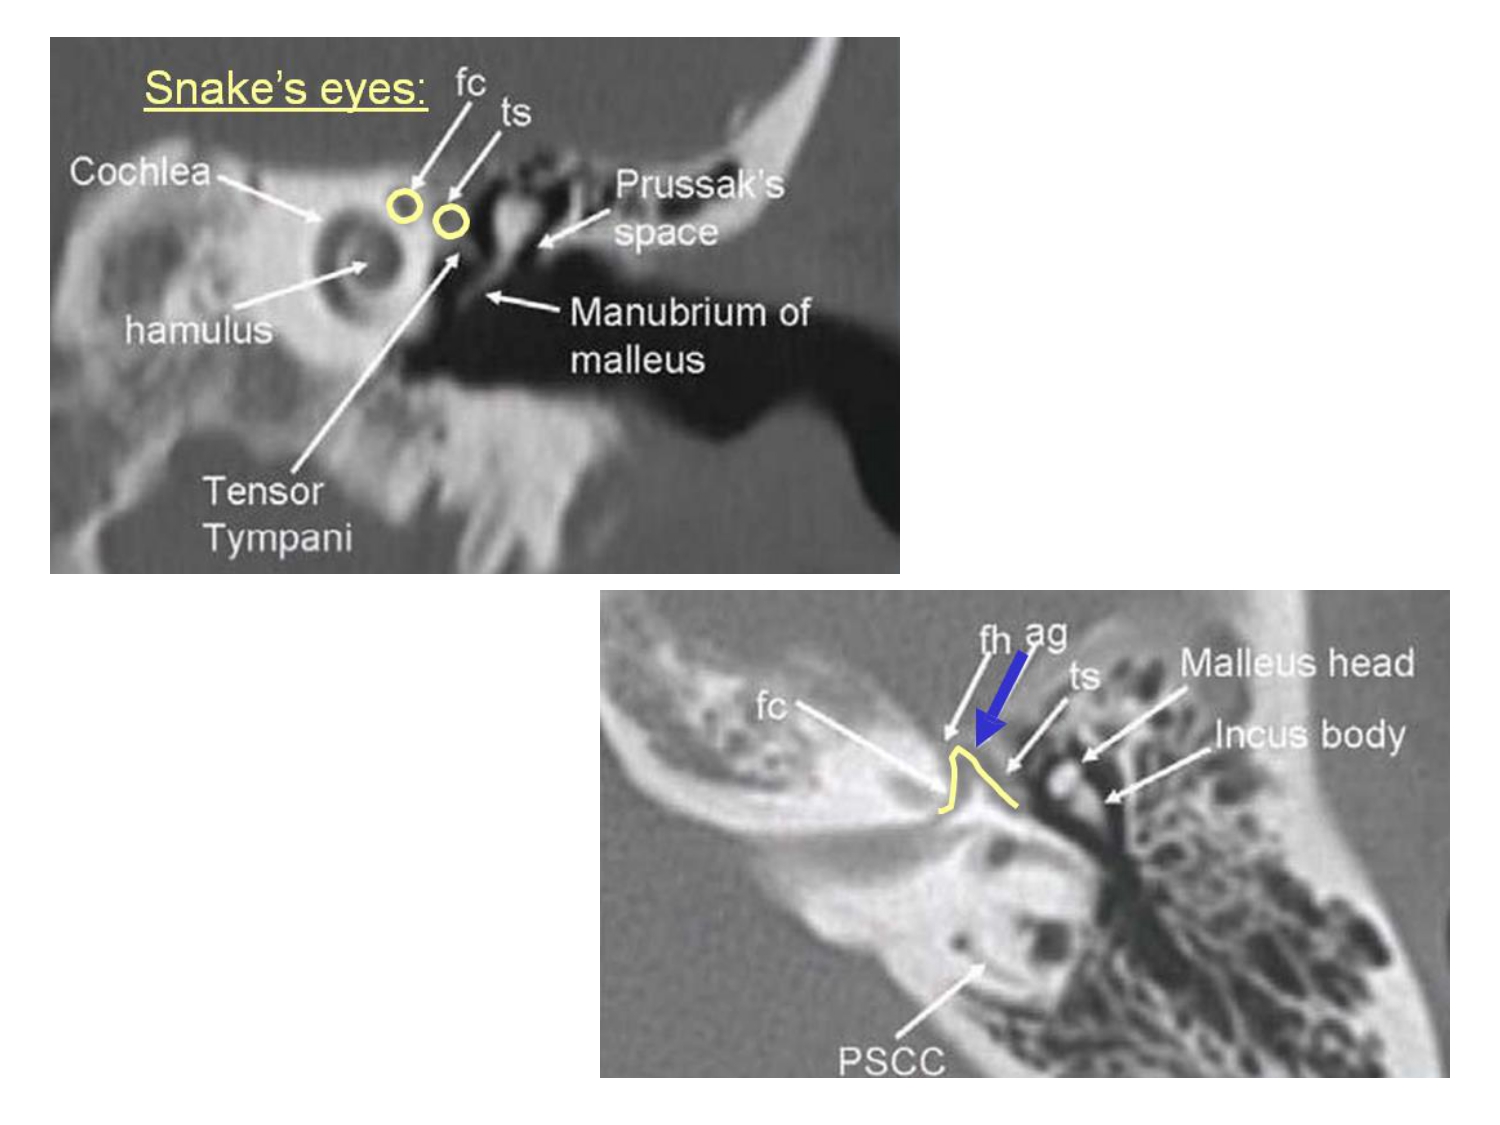 Snake's eyes:
fc
ts
Cochlea
Prussak's
space
hamulus
Manubrium of
malleus
Tensor
Tympani
fh
ag
ts
Malleus head
fc
Incus body
PSCC